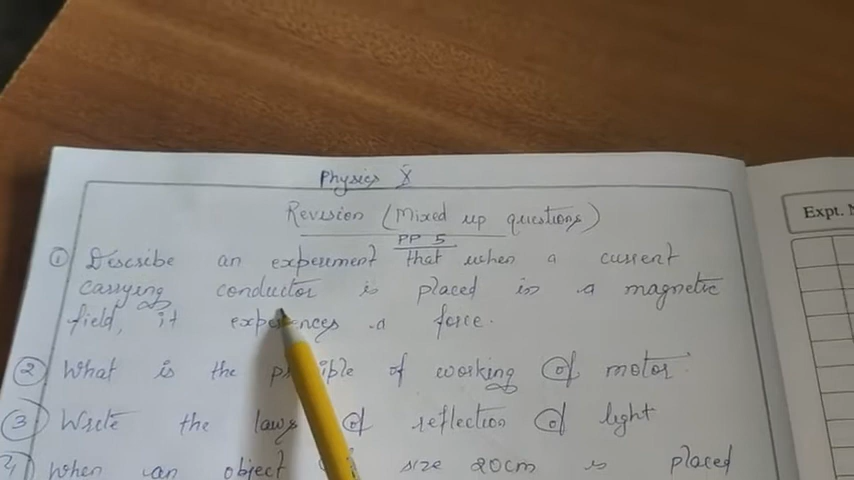 Physics X
Revision (Mixed up questions)
PP 5
① Describe an experiment that when a current
carrying conductor is placed in a magnetic
field, it experiences a force.
② What is the principle of working of motor
③ Write the laws of reflection of light
4) When an object of size 20cm is placed
Expt. N